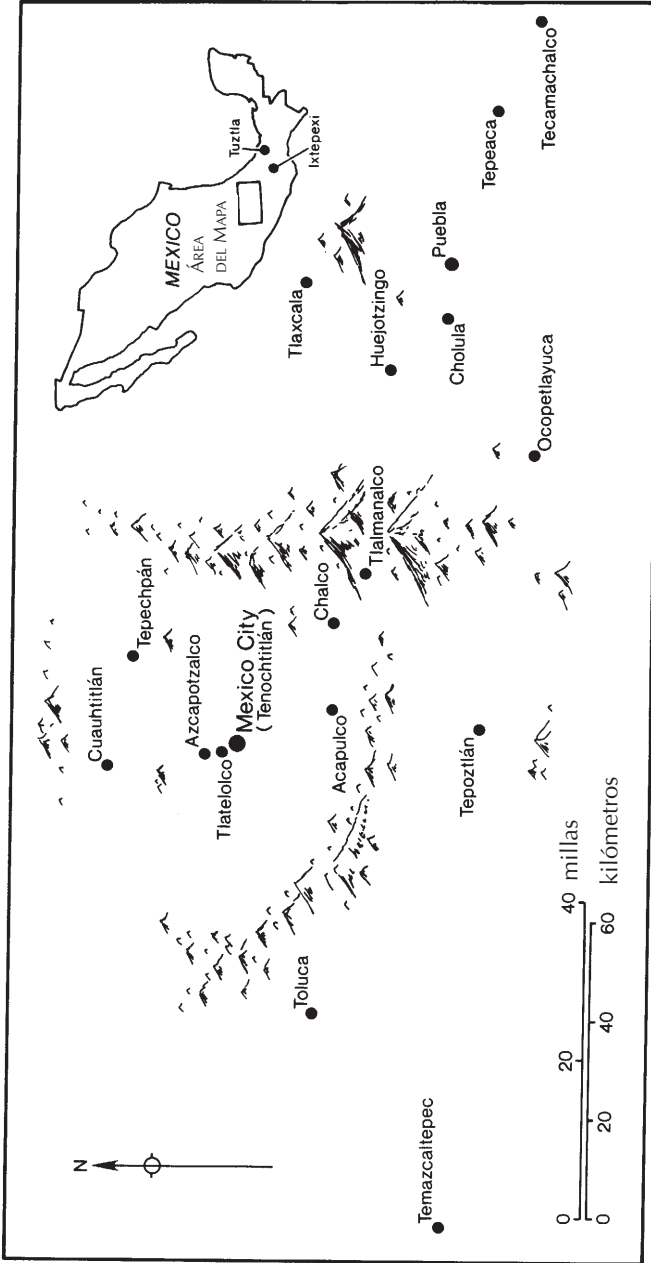 N
Cuauhtitlán
Tepechpán
Azcapotzalco
Tlatelolco
Mexico City
(Tenochtitlán)
Chalco
Tlalmanalco
Acapulco
Toluca
Tepoztlán
Temazcaltepec
MEXICO
ÁREA
DEL MAPA
Tuztla
Ixtepexi
Tlaxcala
Huejotzingo
Cholula
Puebla
Tepeaca
Tecamachalco
Ocopetlayuca
0 20 40 millas
0 20 40 60 kilómetros